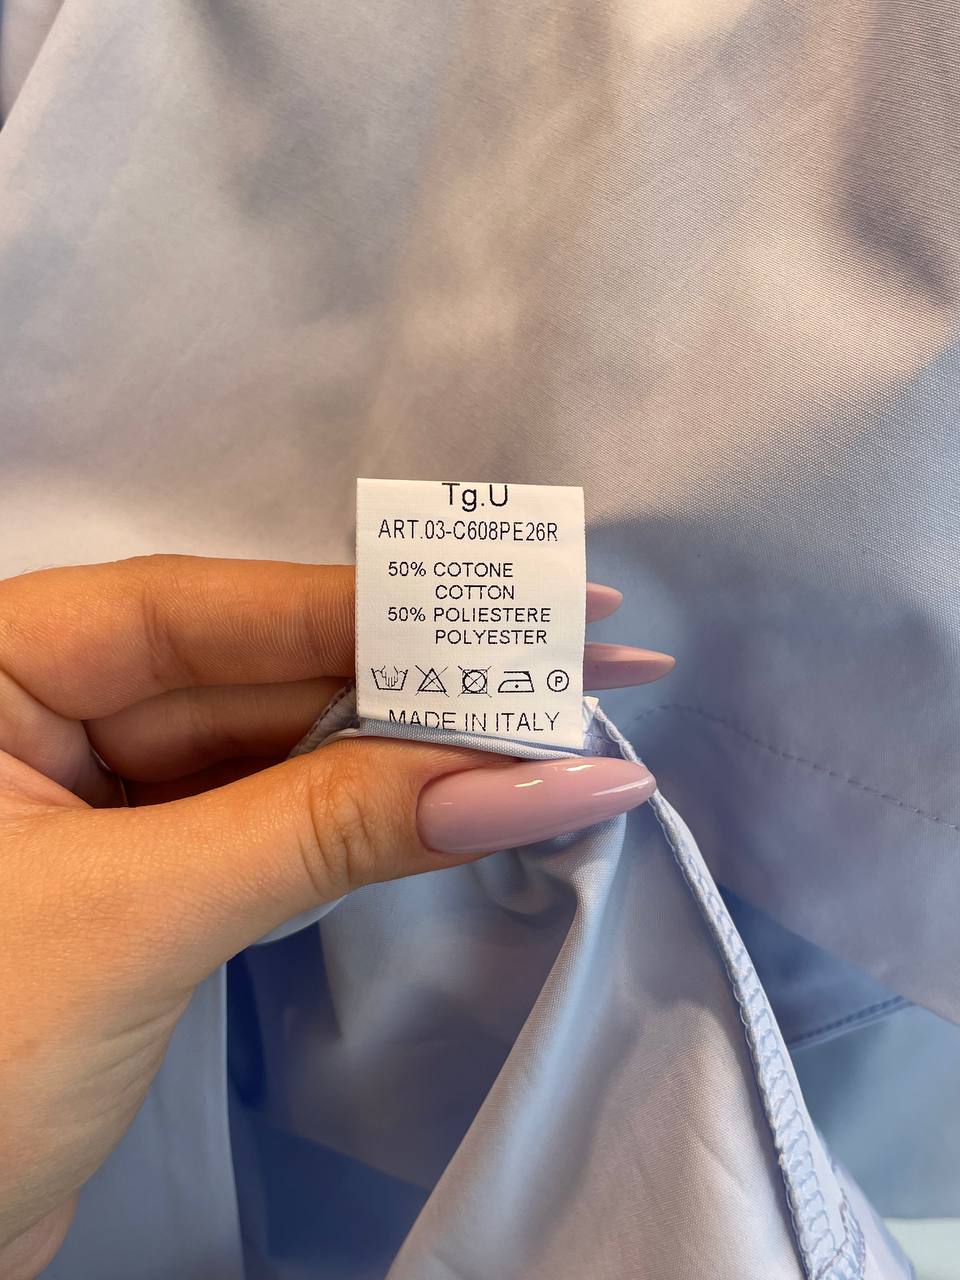 Tg.U
ART.03-C608PE26R
50% COTONE
COTTON
50% POLIESTERE
POLYESTER
P
MADE IN ITALY